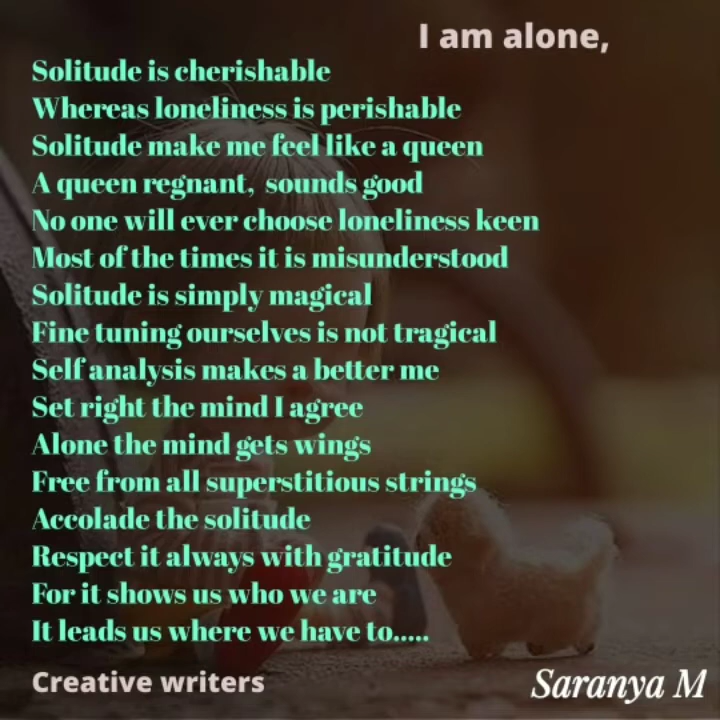 I am alone,
Solitude is cherishable
Whereas loneliness is perishable
Solitude make me feel like a queen
A queen regnant, sounds good
No one will ever choose loneliness keen
Most of the times it is misunderstood
Solitude is simply magical
Fine tuning ourselves is not tragical
Self analysis makes a better me
Set right the mind I agree
Alone the mind gets wings
Free from all superstitious strings
Accolade the solitude
Respect it always with gratitude
For it shows us who we are
It leads us where we have to.....
Creative writers
Saranya M